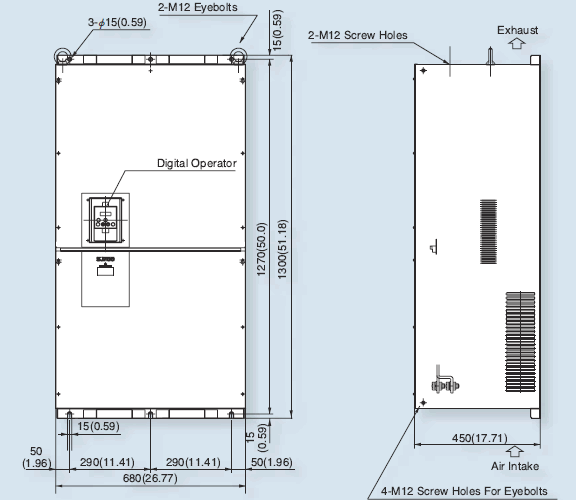 2-M12 Eyebolts
3-ø15(0.59)
15(0.59)
2-M12 Screw Holes
Exhaust
Digital Operator
1270(50.0)
1300(51.18)
15(0.59)
15
(0.59)
50
(1.96)
290(11.41)
290(11.41)
50(1.96)
680(26.77)
450(17.71)
Air Intake
4-M12 Screw Holes For Eyebolts